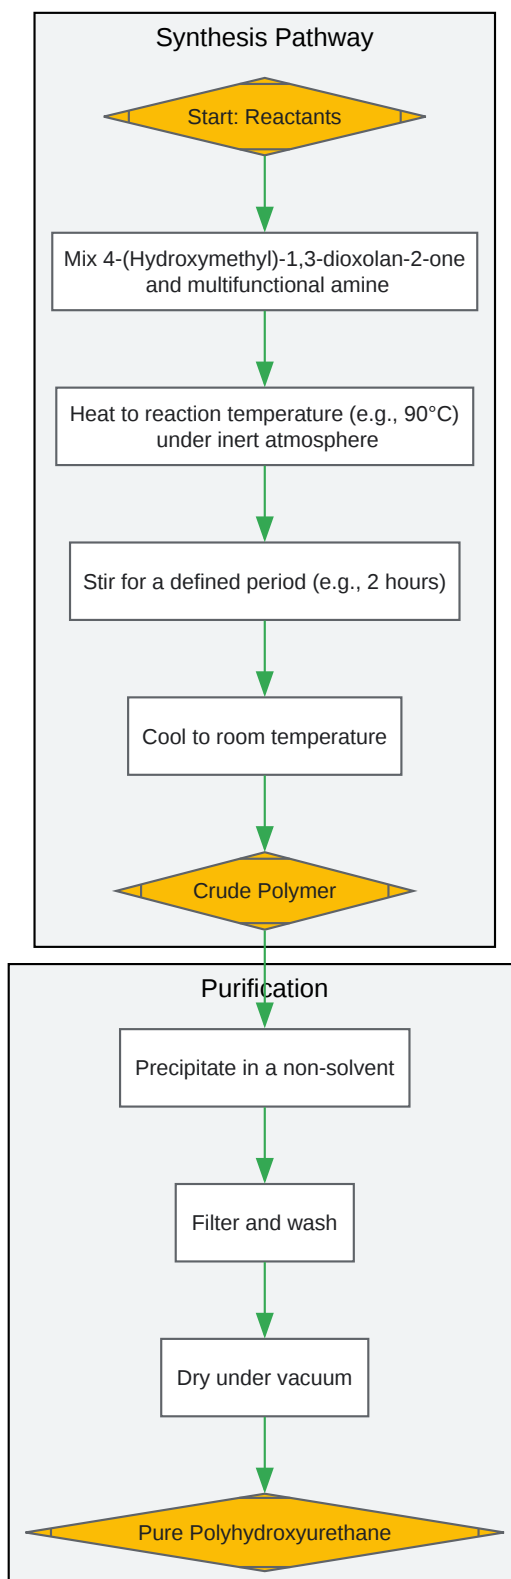 Synthesis Pathway
Start: Reactants
Mix 4-(Hydroxymethyl)-1,3-dioxolan-2-one
and multifunctional amine
Heat to reaction temperature (e.g., 90°C)
under inert atmosphere
Stir for a defined period (e.g., 2 hours)
Cool to room temperature
Crude Polymer
Purification
Precipitate in a non-solvent
Filter and wash
Dry under vacuum
Pure Polyhydroxyurethane